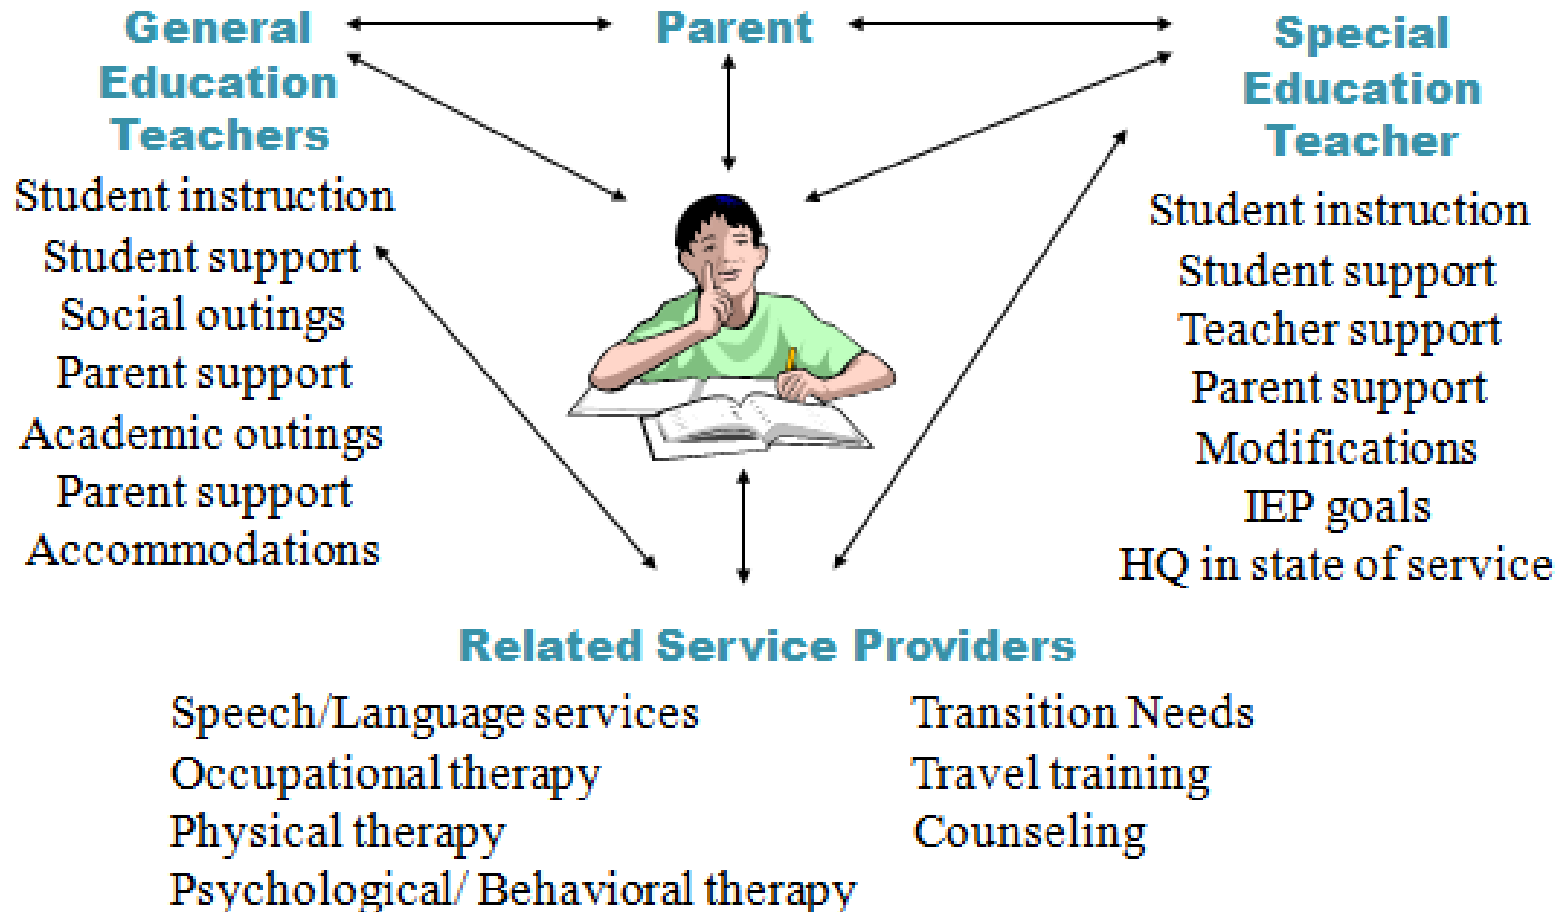 General
Education
Teachers
Student instruction
Student support
Social outings
Parent support
Academic outings
Parent support
Accommodations
Parent
Special
Education
Teacher
Student instruction
Student support
Teacher support
Parent support
Modifications
IEP goals
HQ in state of service
Related Service Providers
Speech/Language services
Occupational therapy
Physical therapy
Psychological/ Behavioral therapy
Transition Needs
Travel training
Counseling